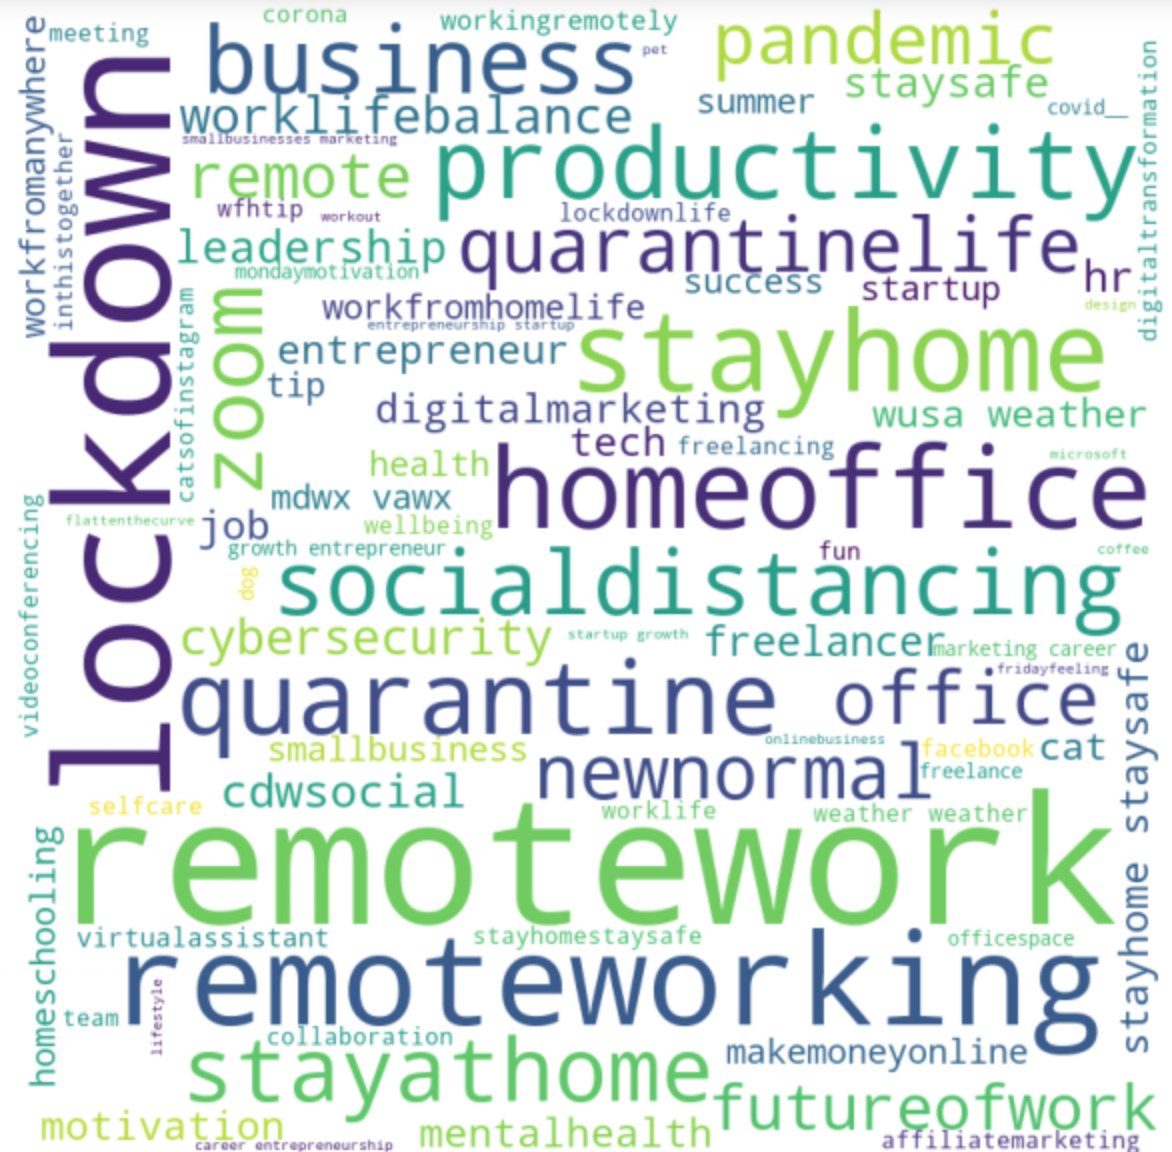 corona
workingremotely
pandemic
meeting
business
pet
staysafe
workfromanywhere
summer
covid__
worklifebalance
smallbusinesses marketing
productivity
digitaltransformation
inthistogether
lockdown
remote
wfhtip
workout
lockdownlife
leadership
quarantinelife
mondaymotivation
success
startup
hr
design
zoom
catsofinstagram
workfromhomelife
entrepreneurship startup
entrepreneur
stayhome
tip
digitalmarketing
wusa weather
tech
freelancing
health
homeoffice
microsoft
mdwx vawx
videoconferencing
flattenthecurve
job
wellbeing
growth entrepreneur
fun
coffee
dog
socialdistancing
cybersecurity
startup growth
freelancer
marketing career
fridayfeeling
quarantine
office
stayhome staysafe
smallbusiness
onlinebusiness
facebook
cat
newnormal
freelance
cdwsocial
selfcare
worklife
weather weather
remotework
homeschooling
virtualassistant
stayhomestaysafe
officespace
remoteworking
team
lifestyle
collaboration
stayathome
makemoneyonline
futureofwork
motivation
mentalhealth
career entrepreneurship
affiliatemarketing